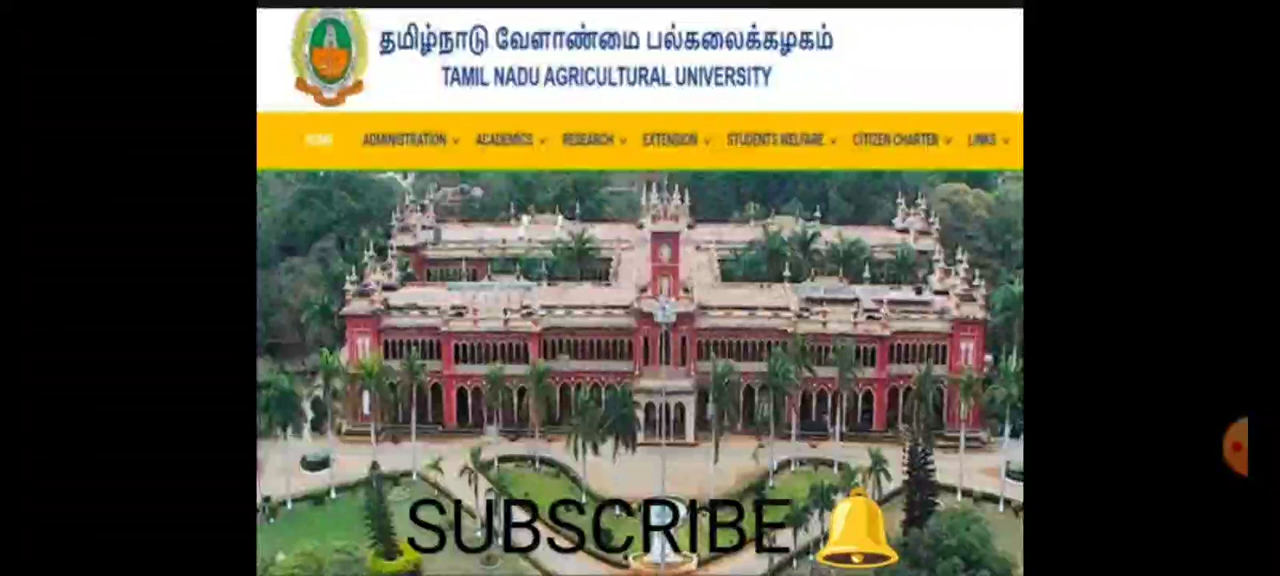 தமிழ்நாடு வேளாண்மை பல்கலைக்கழகம்
TAMIL NADU AGRICULTURAL UNIVERSITY
HOME ADMINISTRATION ACADEMICS RESEARCH EXTENSION STUDENTS WELFARE CITIZEN CHARTER LINKS
SUBSCRIBE